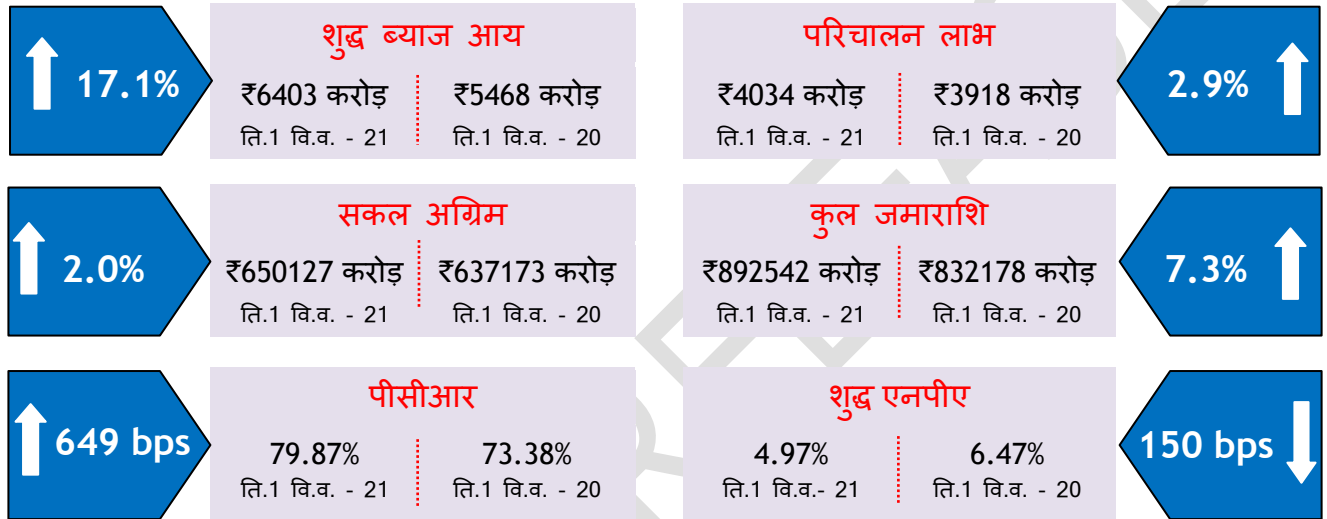 17.1%
शुद्ध ब्याज आय
₹6403 करोड़ ₹5468 करोड़
ति.1 वि.व. - 21 ति.1 वि.व. - 20
परिचालन लाभ
₹4034 करोड़ ₹3918 करोड़
ति.1 वि.व. - 21 ति.1 वि.व. - 20
2.9%
2.0%
सकल अग्रिम
₹650127 करोड़ ₹637173 करोड़
ति.1 वि.व. - 21 ति.1 वि.व. - 20
कुल जमाराशि
₹892542 करोड़ ₹832178 करोड़
ति.1 वि.व. - 21 ति.1 वि.व. - 20
7.3%
649 bps
पीसीआर
79.87% 73.38%
ति.1 वि.व. - 21 ति.1 वि.व. - 20
शुद्ध एनपीए
4.97% 6.47%
ति.1 वि.व.- 21 ति.1 वि.व. - 20
150 bps